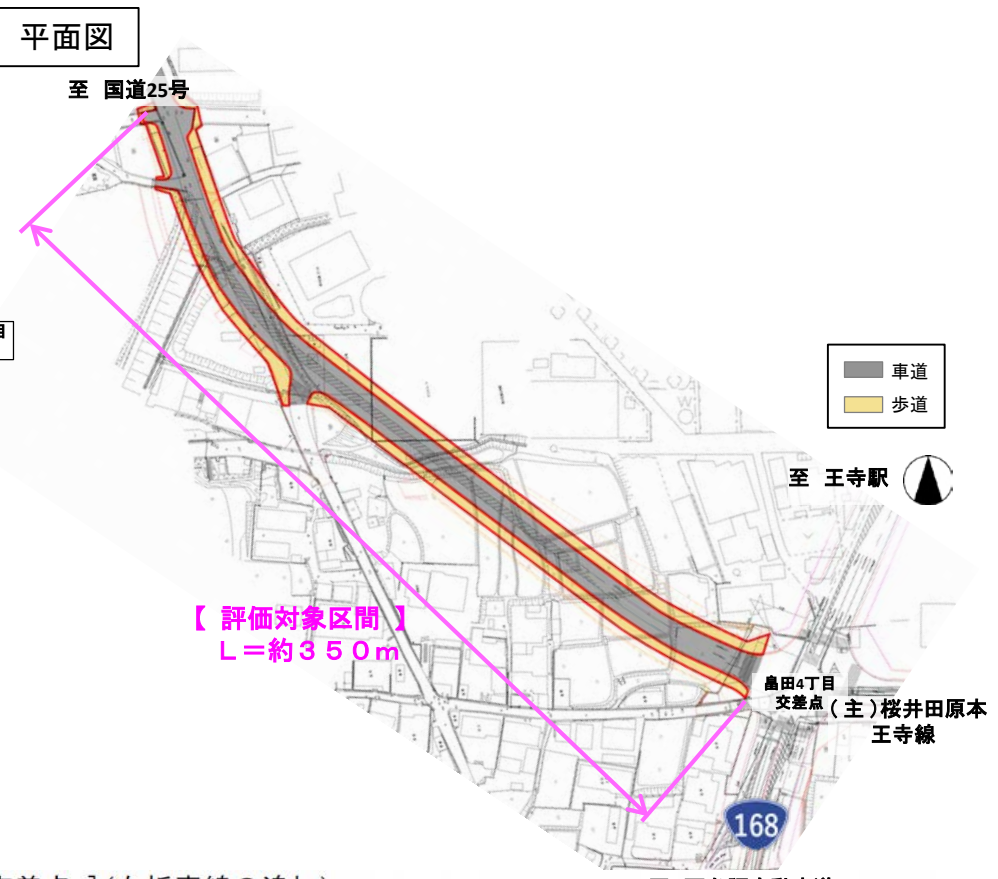 平面図
至 国道25号
車道
歩道
至 王寺駅
【 評価対象区間 】
L=約350m
畠田4丁目
交差点
(主)桜井田原本
王寺線
168